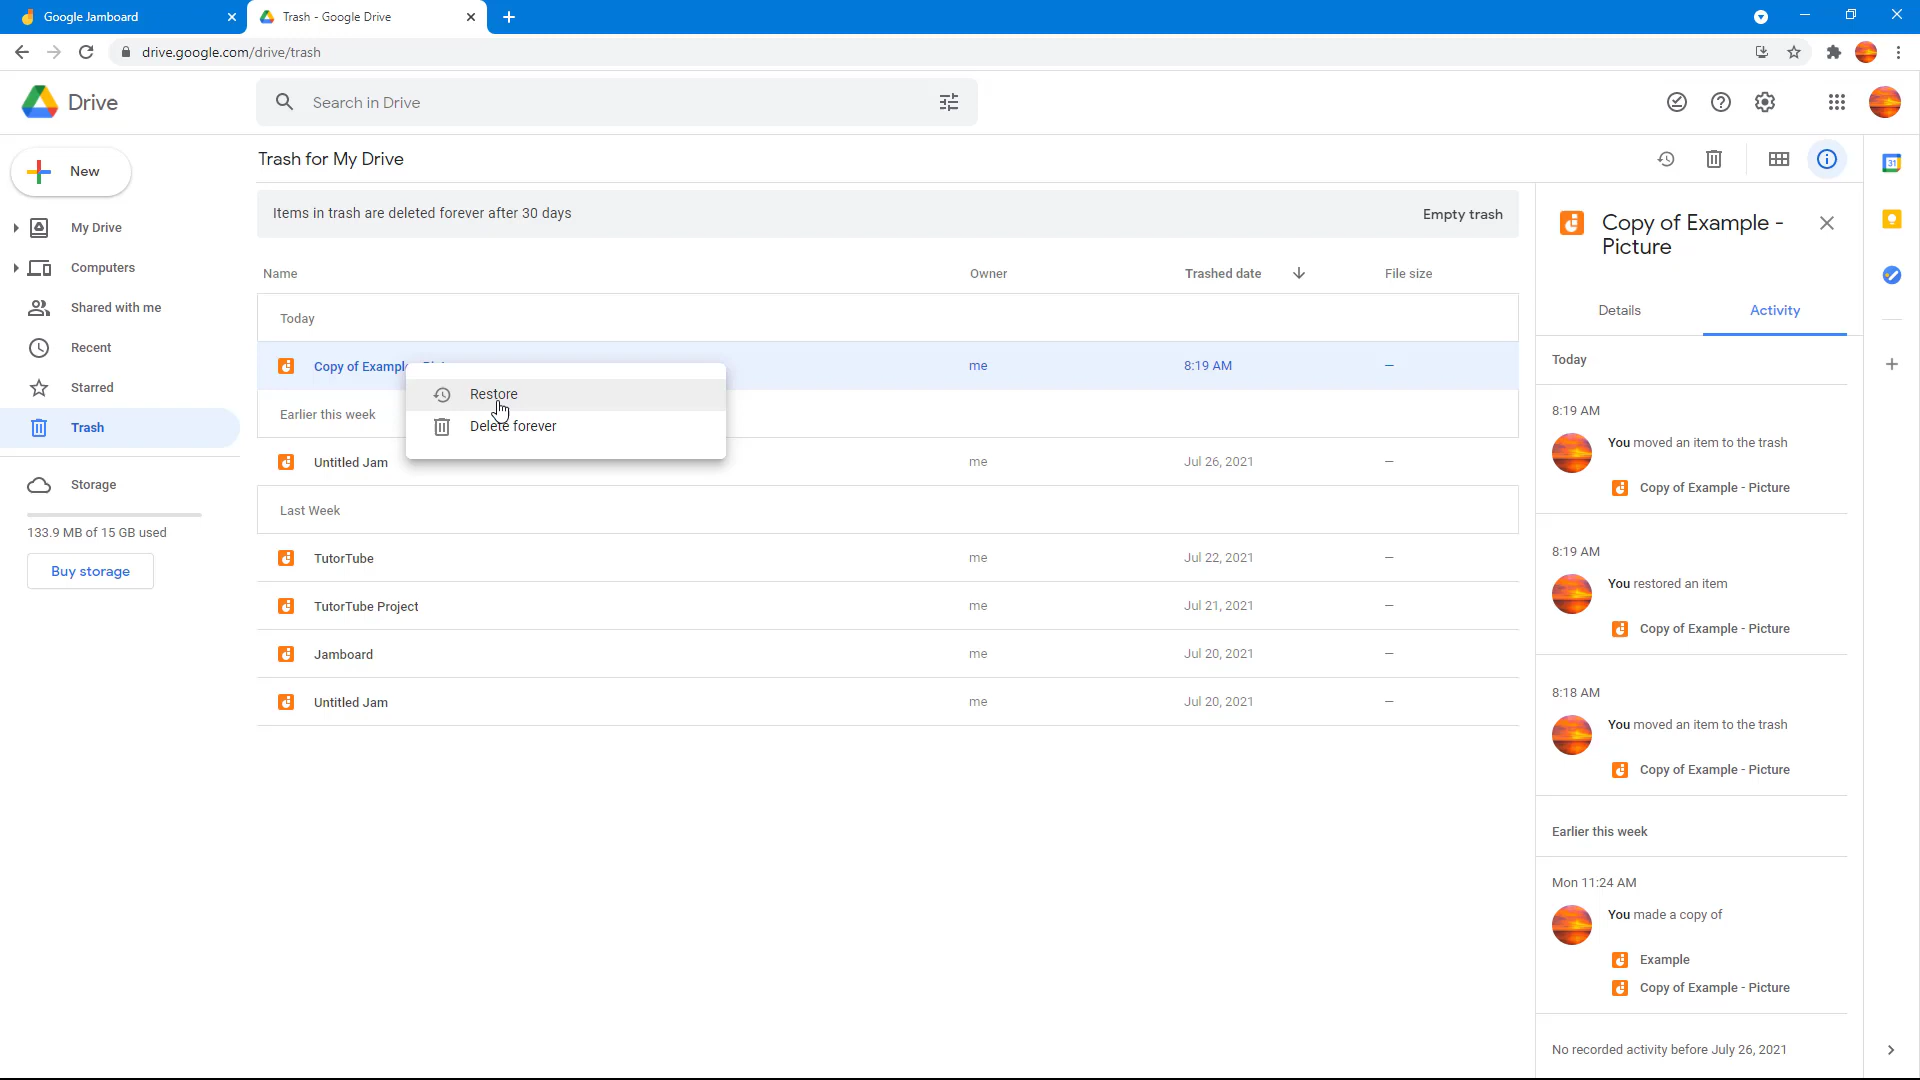 Google Jamboard
Trash - Google Drive
drive.google.com/drive/trash
Drive
Search in Drive
New
My Drive
Computers
Shared with me
Recent
Starred
Trash
Storage
133.9 MB of 15 GB used
Buy storage
Trash for My Drive
Items in trash are deleted forever after 30 days
Empty trash
Name Owner Trashed date File size
Today
Copy of Example me 8:19 AM –
Restore
Delete forever
Earlier this week
Untitled Jam me Jul 26, 2021 –
Last Week
TutorTube me Jul 22, 2021 –
TutorTube Project me Jul 21, 2021 –
Jamboard me Jul 20, 2021 –
Untitled Jam me Jul 20, 2021 –
Copy of Example -
Picture
Details Activity
Today
8:19 AM
You moved an item to the trash
Copy of Example - Picture
8:19 AM
You restored an item
Copy of Example - Picture
8:18 AM
You moved an item to the trash
Copy of Example - Picture
Earlier this week
Mon 11:24 AM
You made a copy of
Example
Copy of Example - Picture
No recorded activity before July 26, 2021
31